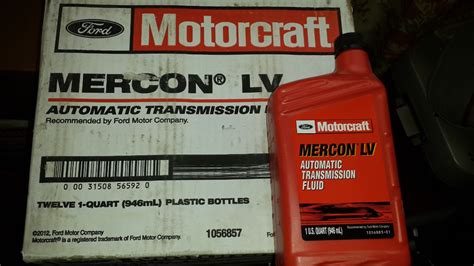 Ford
Motorcraft
MERCON® LV
AUTOMATIC TRANSMISSION
Recommended by Ford Motor Company.
0 00 31508 56592 0
TWELVE 1-QUART (946mL) PLASTIC BOTTLES
©2012, Ford Motor Company
Motorcraft® is a registered trademark of Ford Motor Company.
1056857
Ford
Motorcraft
MERCON LV
AUTOMATIC
TRANSMISSION
FLUID
1 U.S. QUART (946 mL)